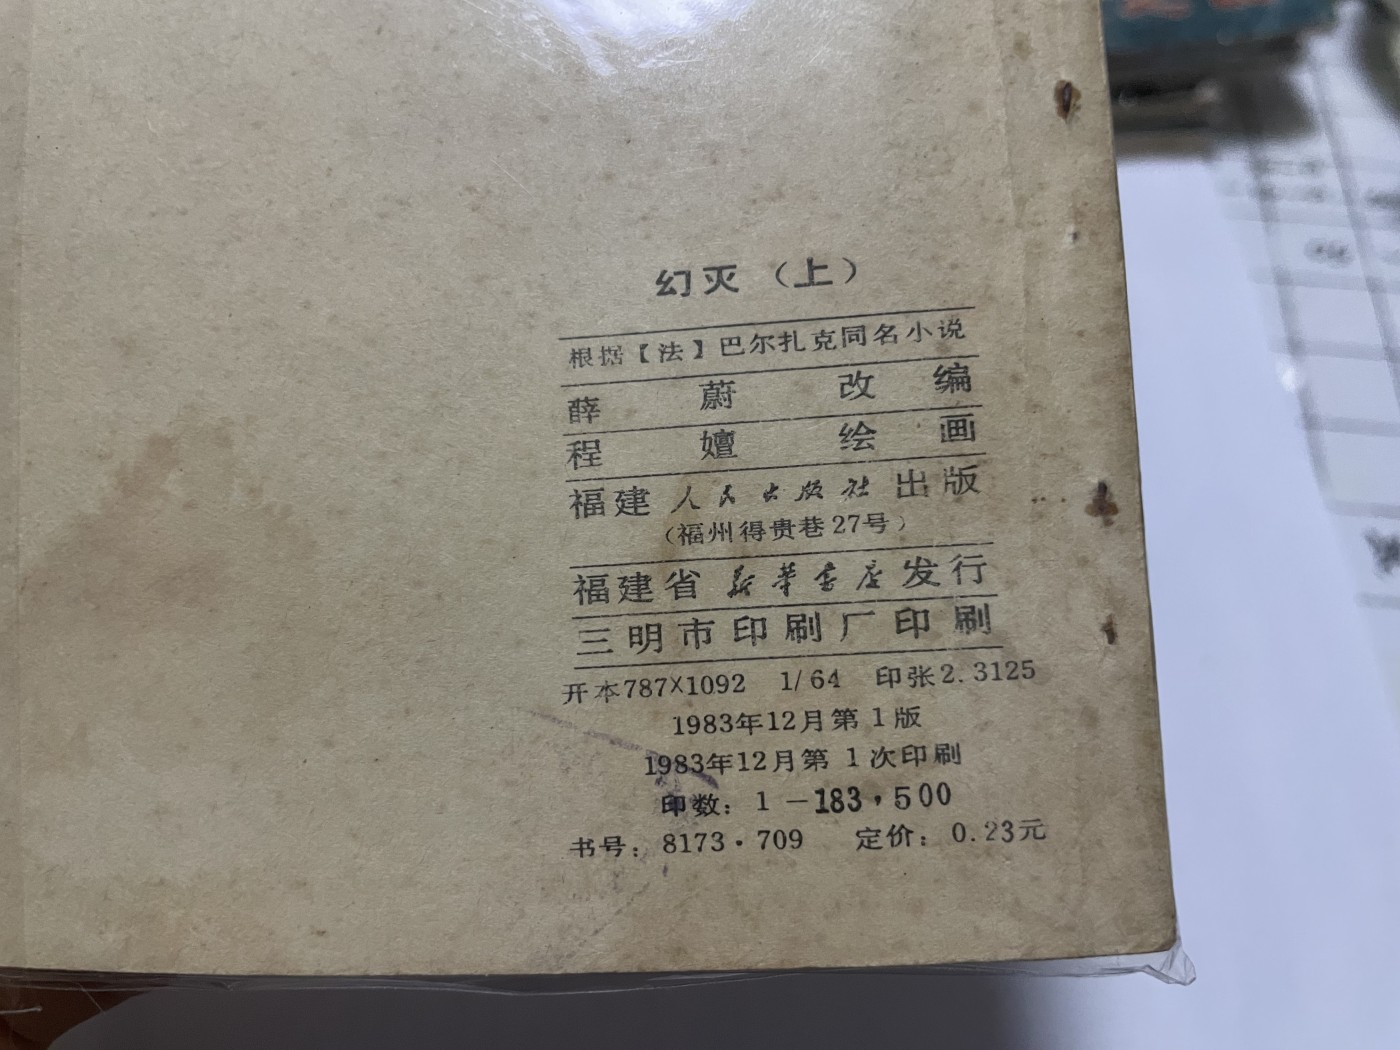 幻灭（上）
根据【法】巴尔扎克同名小说
薛蔚改编
程嬗绘画
福建人民出版社出版
（福州得贵巷27号）
福建省新华书店发行
三明市印刷厂印刷
开本787×1092 1/64 印张2.3125
1983年12月第1版
1983年12月第1次印刷
印数：1－183，500
书号：8173·709 定价：0.23元